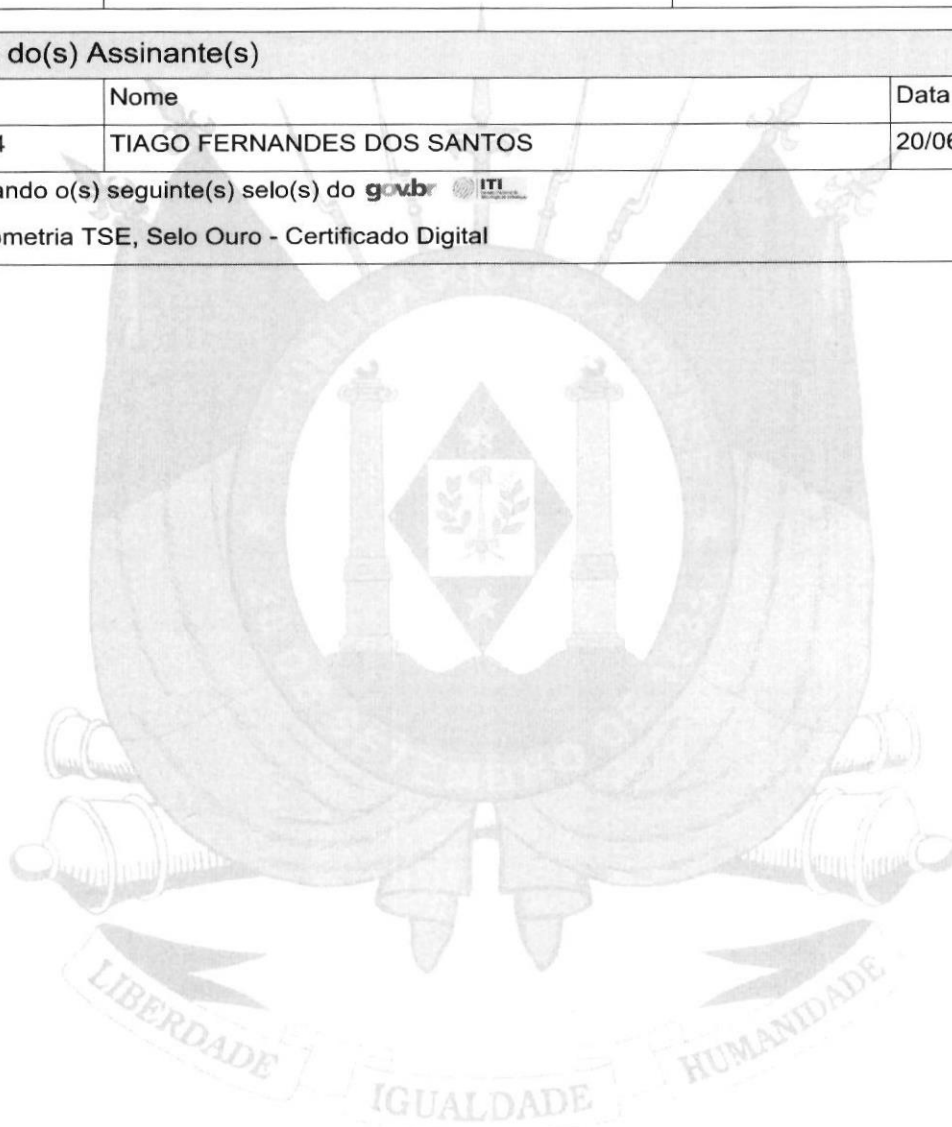 do(s) Assinante(s)
Nome
Data
4
TIAGO FERNANDES DOS SANTOS
20/06
ando o(s) seguinte(s) selo(s) do gov.br ITI
ometria TSE, Selo Ouro - Certificado Digital
LIBERDADE
IGUALDADE
HUMANIDADE